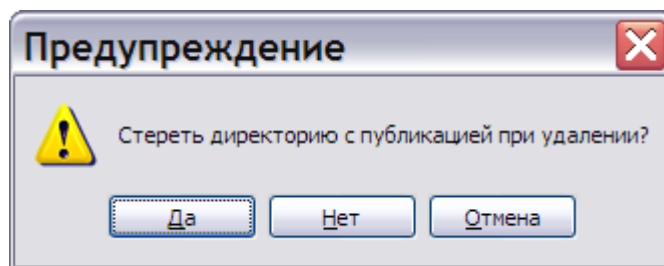 Предупреждение
Стереть директорию с публикацией при удалении?
Да Нет Отмена